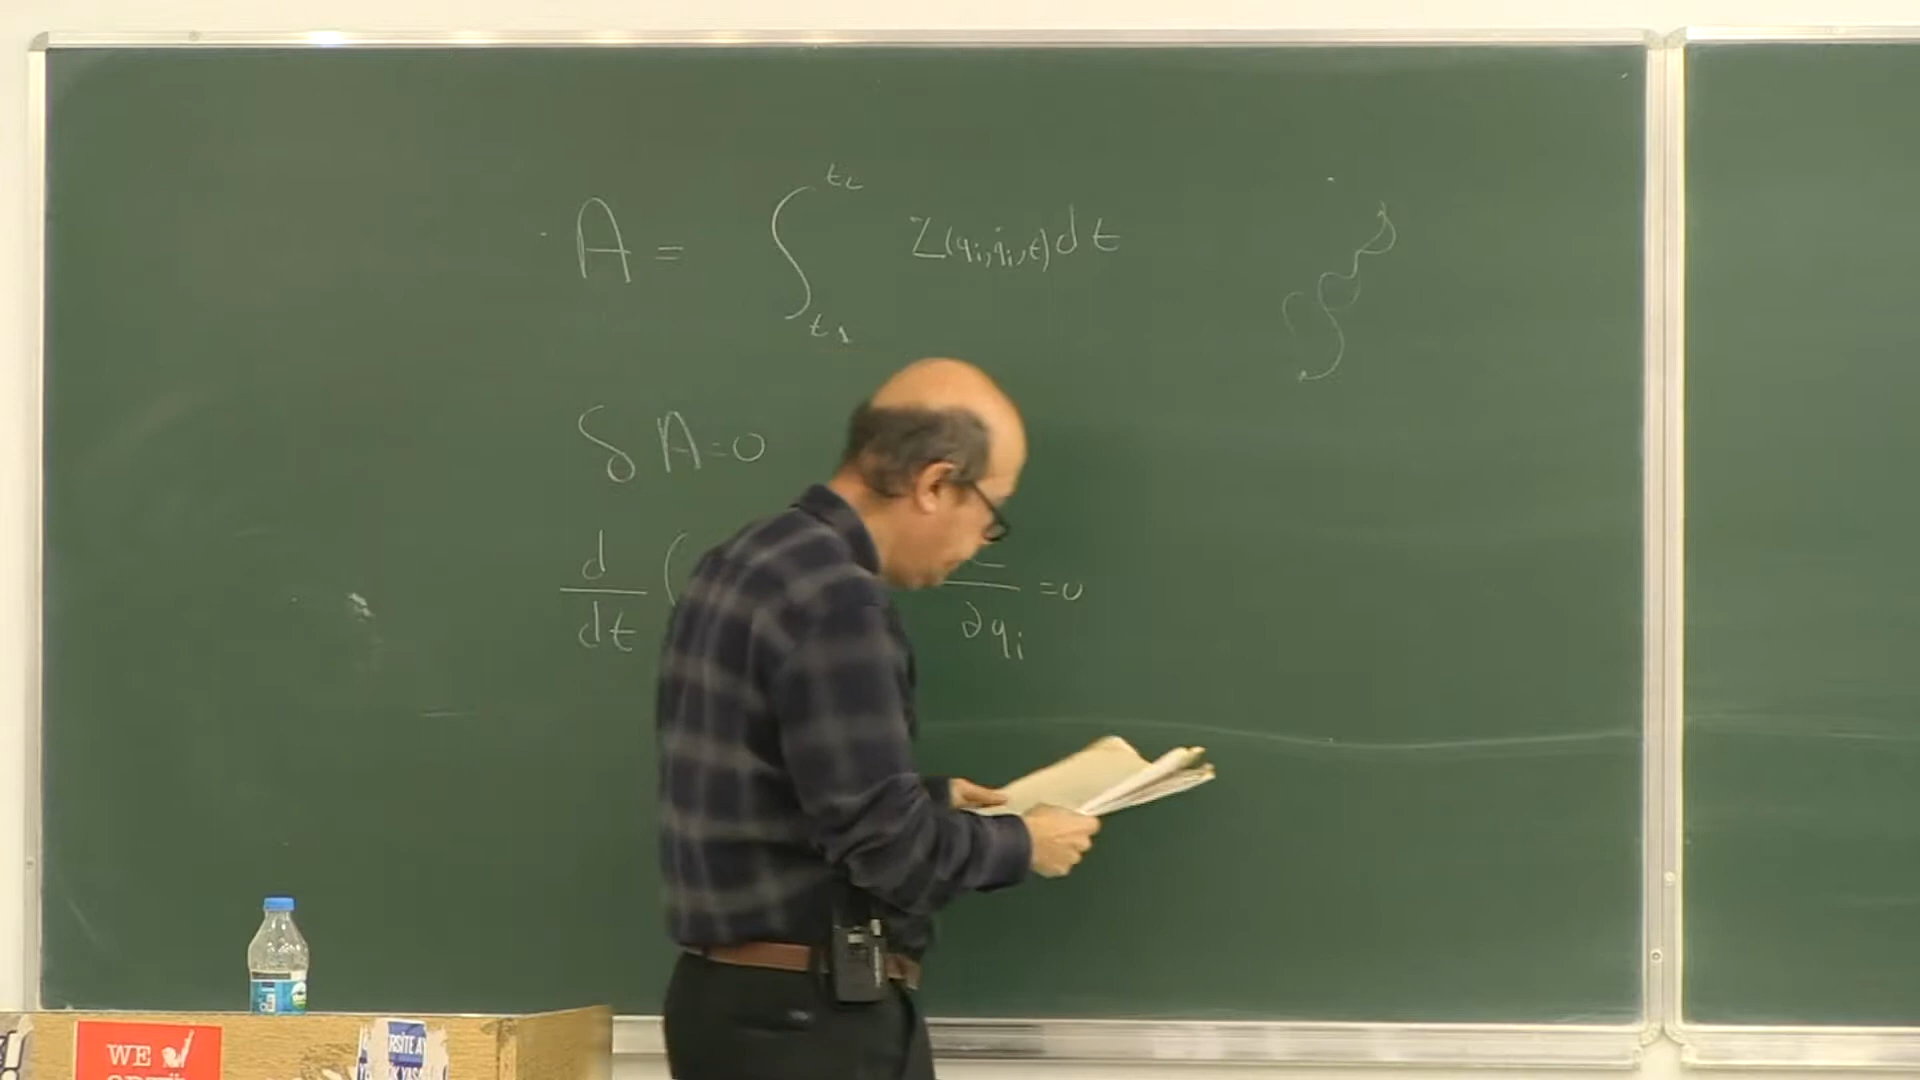 A = ∫_{t₁}^{t₂} L(qᵢ, q̇ᵢ, t) dt
δA = 0
d/dt ( ∂qᵢ = 0
WE